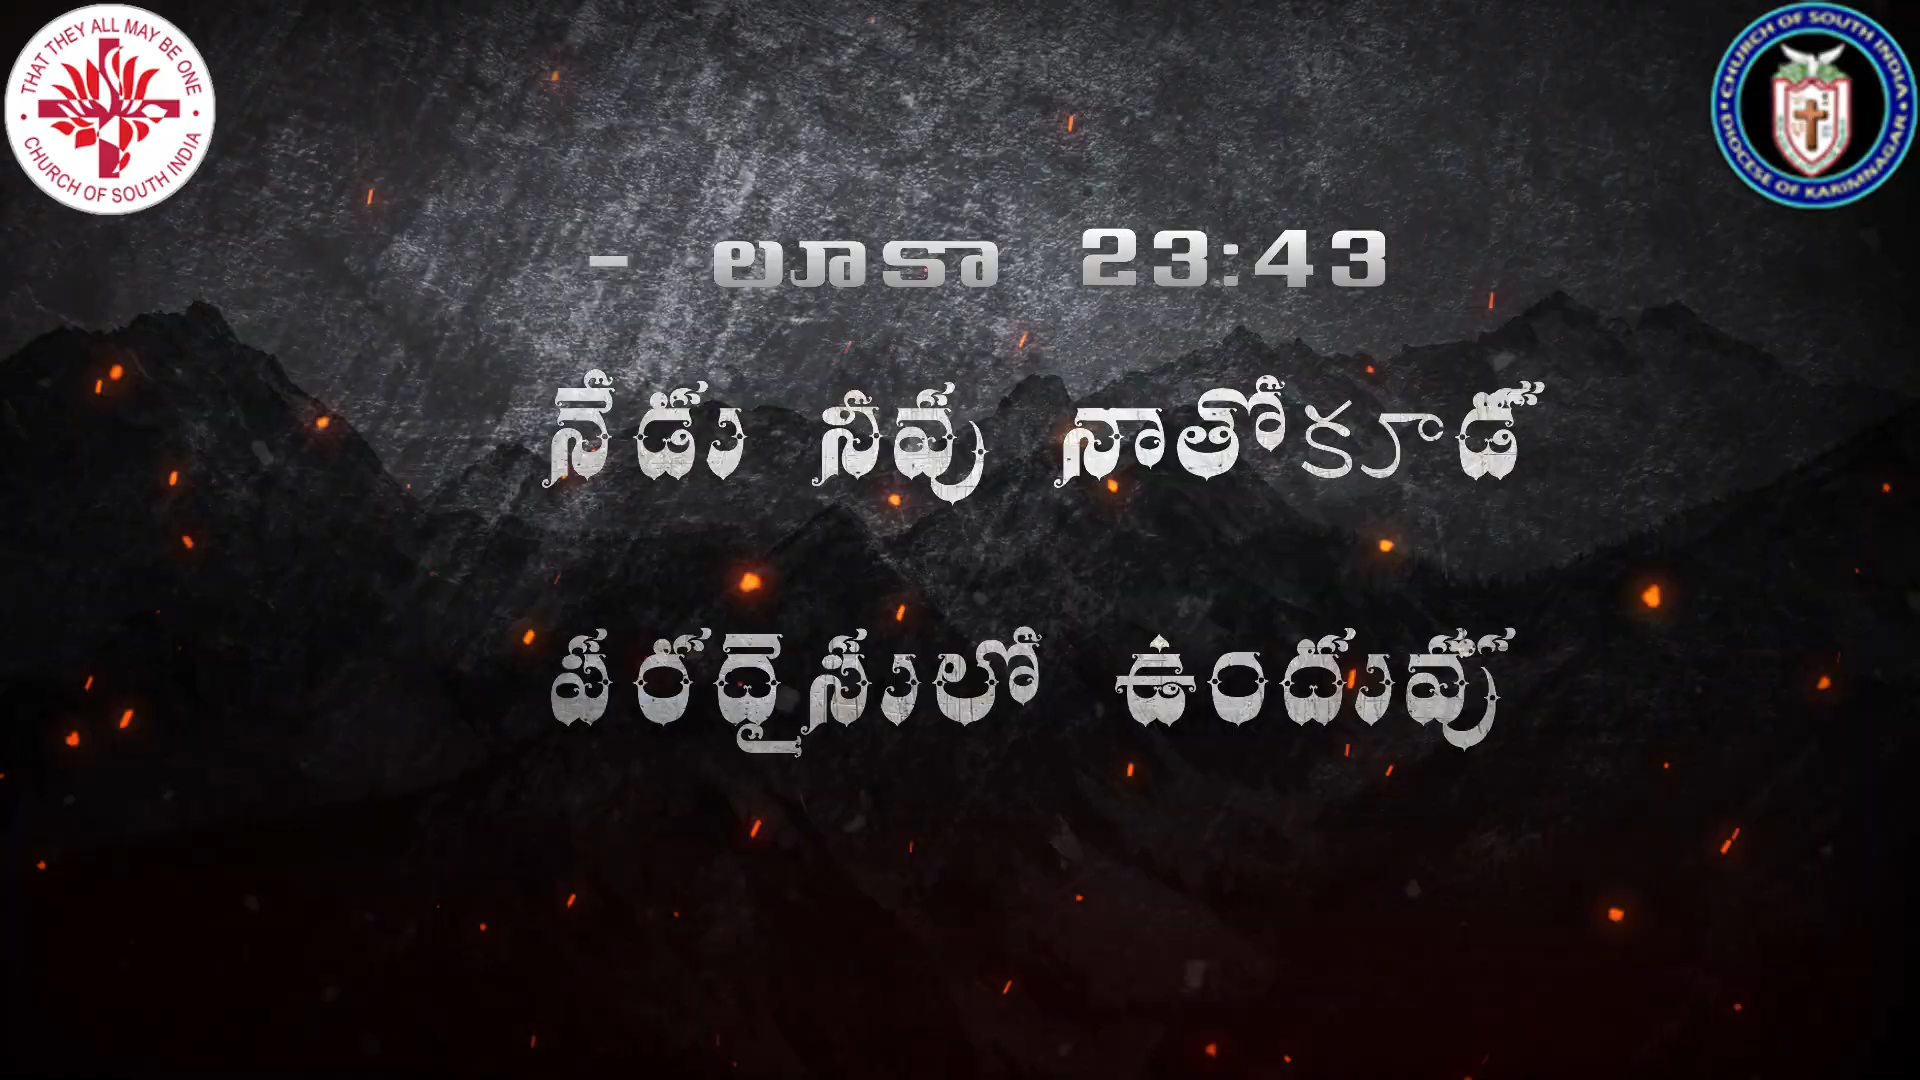 THAT THEY ALL MAY BE ONE
CHURCH OF SOUTH INDIA
CHURCH OF SOUTH INDIA
DIOCESE OF KARIMNAGAR
- లూకా 23:43
నేడు నీవు నాతోకూడ
పరదైసులో ఉందువు